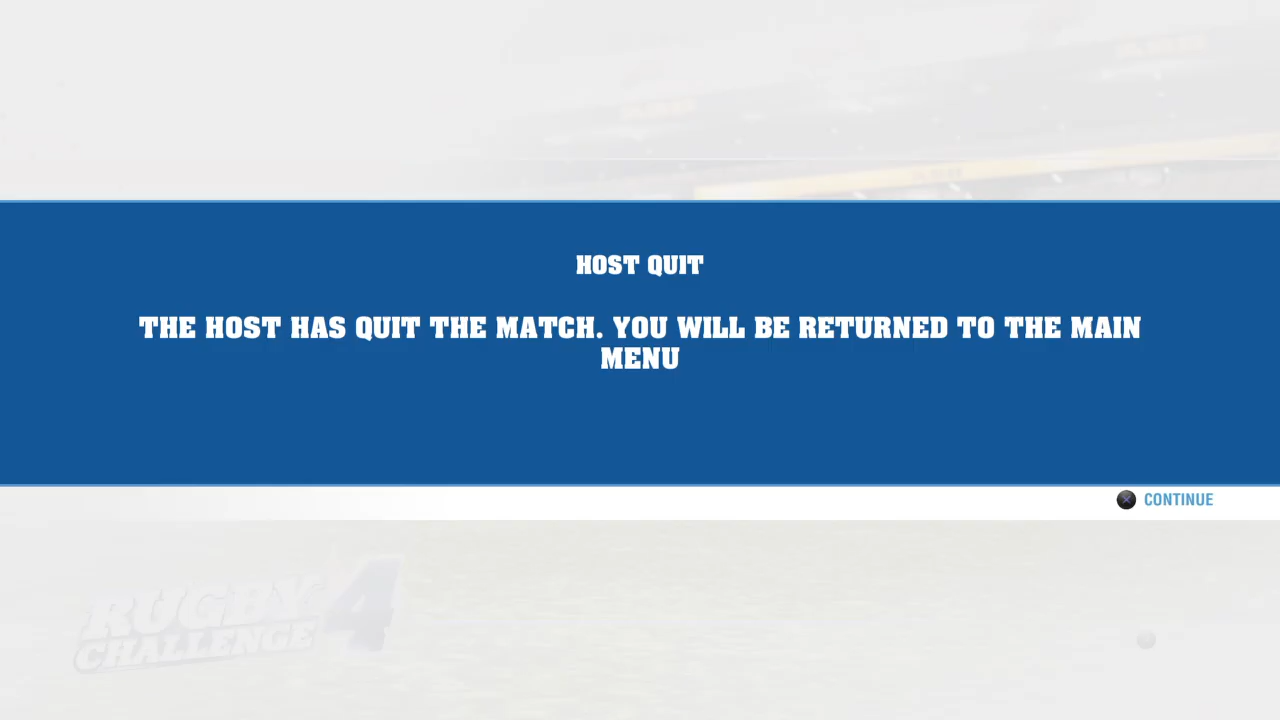 HOST QUIT
THE HOST HAS QUIT THE MATCH. YOU WILL BE RETURNED TO THE MAIN
MENU
CONTINUE
RUGBY 4
CHALLENGE